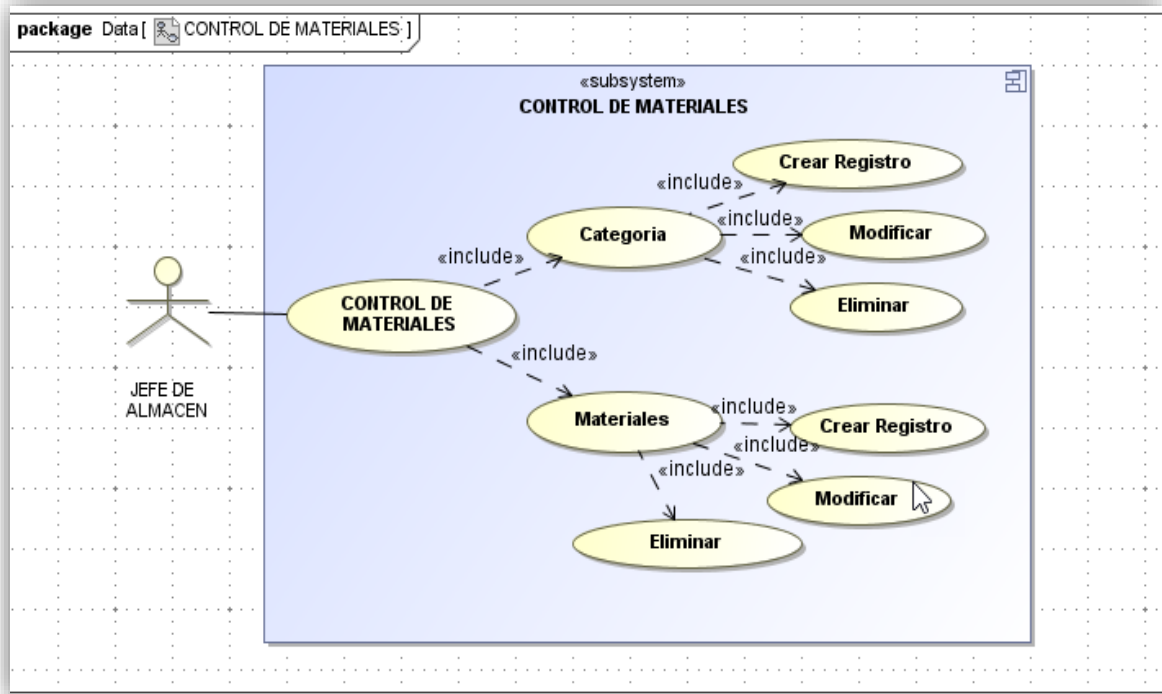 package Data [ CONTROL DE MATERIALES ]
«subsystem»
CONTROL DE MATERIALES
Crear Registro
«include»
«include»
Categoria
Modificar
«include»
«include»
Eliminar
CONTROL DE
MATERIALES
«include»
JEFE DE
ALMACEN
Materiales
«include»
Crear Registro
«include»
«include»
Modificar
Eliminar